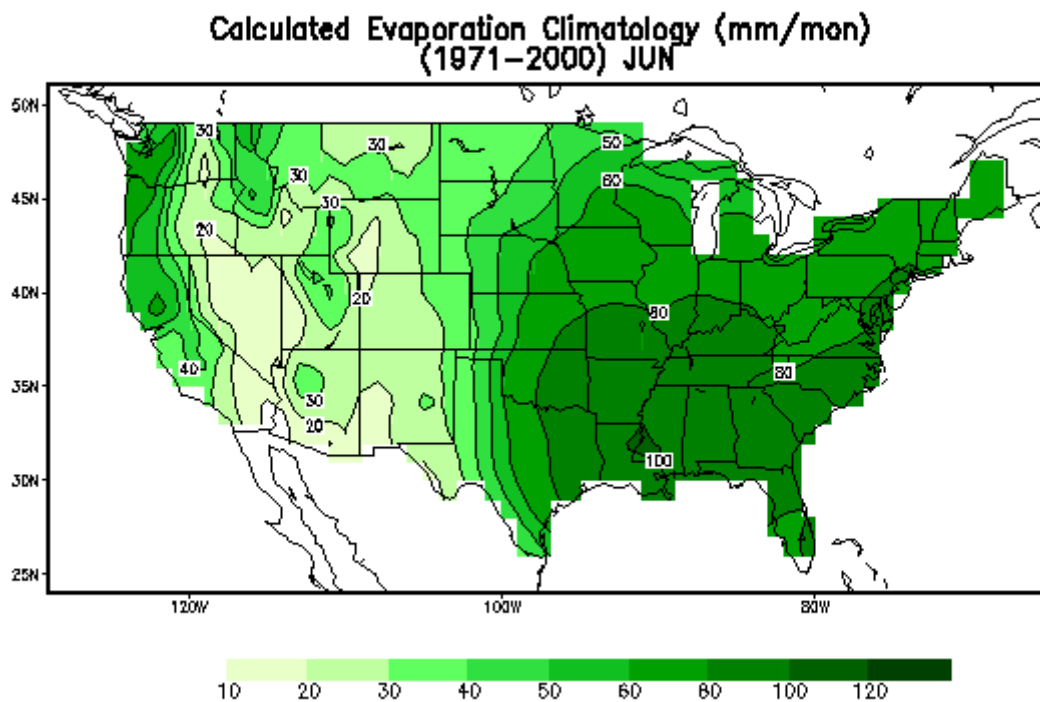 Calculated Evaporation Climatology (mm/mon)
(1971-2000) JUN
50N
45N
40N
35N
30N
25N
120W
100W
80W
30
30
50
30
60
30
20
20
80
40
80
30
20
100
10 20 30 40 50 60 80 100 120